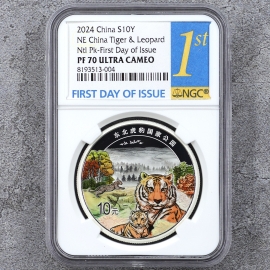 2024 China S10Y
NE China Tiger & Leopard
Ntl Pk-First Day of Issue
PF 70 ULTRA CAMEO
8193513-004
1st
FIRST DAY OF ISSUE
NGC®
东北虎豹国家公园
10元